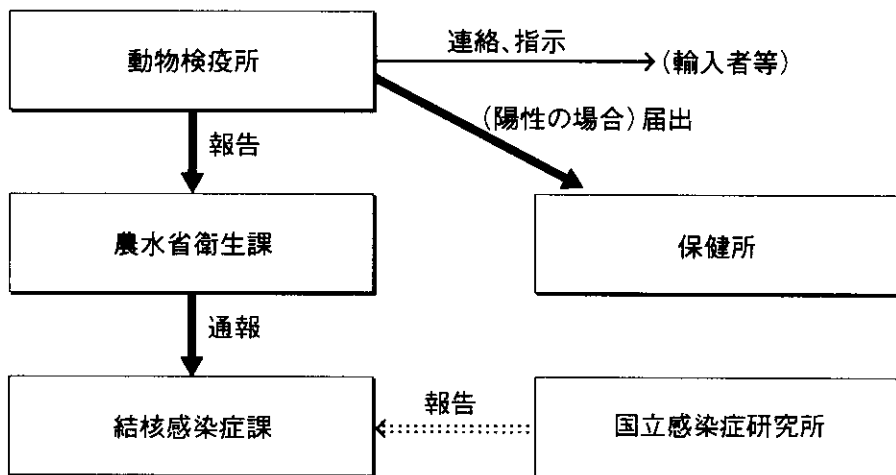 動物検疫所
連絡、指示
(輸入者等)
(陽性の場合)届出
報告
農水省衛生課
保健所
通報
結核感染症課
報告
国立感染症研究所